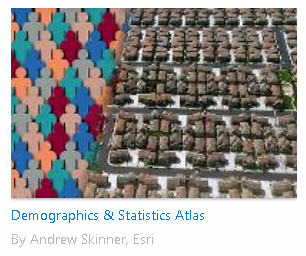 Demographics & Statistics Atlas
By Andrew Skinner, Esri